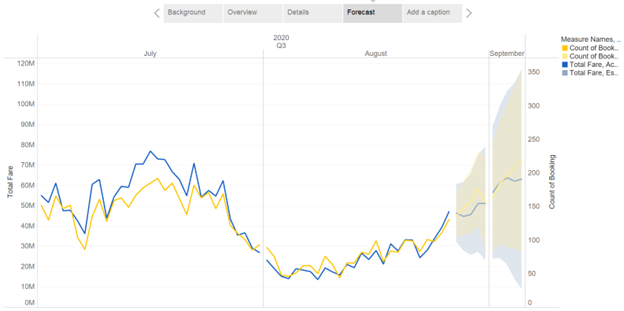 Background
Overview
Details
Forecast
Add a caption
2020
Q3
July
August
September
120M
110M
100M
90M
80M
70M
60M
50M
40M
30M
20M
10M
0M
Total Fare
350
300
250
200
150
100
50
0
Count of Booking
Measure Names, ..
Count of Book..
Count of Book..
Total Fare, Ac..
Total Fare, Es..